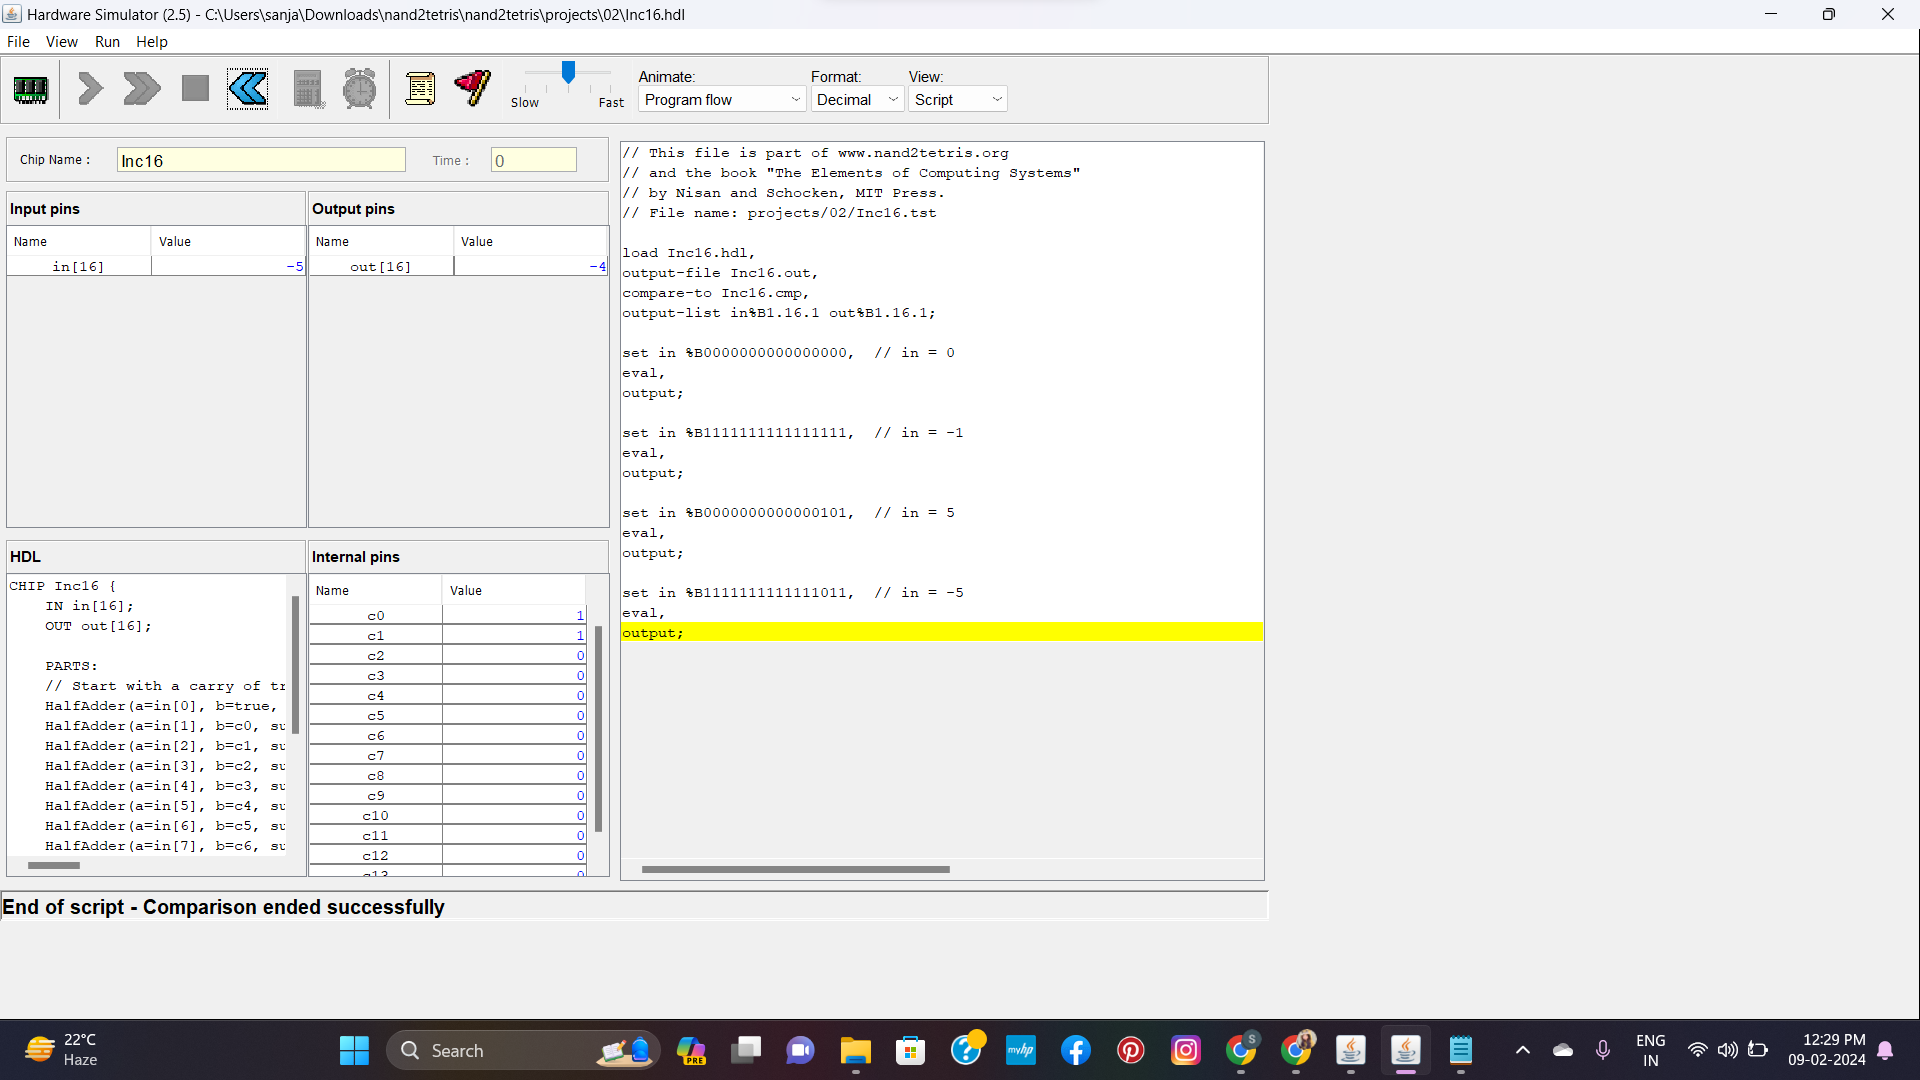 Hardware Simulator (2.5) - C:\Users\sanja\Downloads\nand2tetris\nand2tetris\projects\02\Inc16.hdl
File View Run Help
Slow Fast
Animate: Format: View:
Program flow Decimal Script
Chip Name : Inc16 Time : 0
Input pins
Name Value
in[16] -5
Output pins
Name Value
out[16] -4
HDL
CHIP Inc16 {
IN in[16];
OUT out[16];
PARTS:
// Start with a carry of tr
HalfAdder(a=in[0], b=true,
HalfAdder(a=in[1], b=c0, su
HalfAdder(a=in[2], b=c1, su
HalfAdder(a=in[3], b=c2, su
HalfAdder(a=in[4], b=c3, su
HalfAdder(a=in[5], b=c4, su
HalfAdder(a=in[6], b=c5, su
HalfAdder(a=in[7], b=c6, su
Internal pins
Name Value
c0 1
c1 1
c2 0
c3 0
c4 0
c5 0
c6 0
c7 0
c8 0
c9 0
c10 0
c11 0
c12 0
c13 0
// This file is part of www.nand2tetris.org
// and the book "The Elements of Computing Systems"
// by Nisan and Schocken, MIT Press.
// File name: projects/02/Inc16.tst
load Inc16.hdl,
output-file Inc16.out,
compare-to Inc16.cmp,
output-list in%B1.16.1 out%B1.16.1;
set in %B0000000000000000, // in = 0
eval,
output;
set in %B1111111111111111, // in = -1
eval,
output;
set in %B0000000000000101, // in = 5
eval,
output;
set in %B1111111111111011, // in = -5
eval,
output;
End of script - Comparison ended successfully
22°C
Haze
Search
PRE
myhp
S
ENG
IN
12:29 PM
09-02-2024